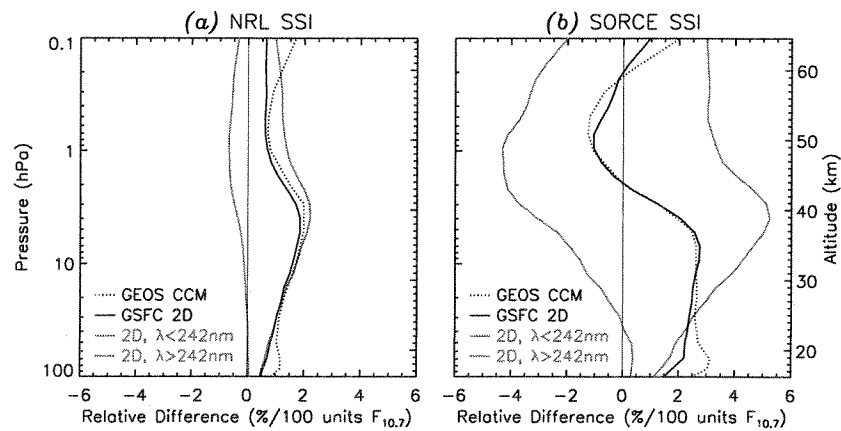 (a) NRL SSI
(b) SORCE SSI
0.1
1
10
100
Pressure (hPa)
GEOS CCM
GSFC 2D
2D, λ<242nm
2D, λ>242nm
-6 -4 -2 0 2 4 6
Relative Difference (%/100 units F10.7)
GEOS CCM
GSFC 2D
2D, λ<242nm
2D, λ>242nm
-6 -4 -2 0 2 4 6
Relative Difference (%/100 units F10.7)
60
50
40
30
20
Altitude (km)